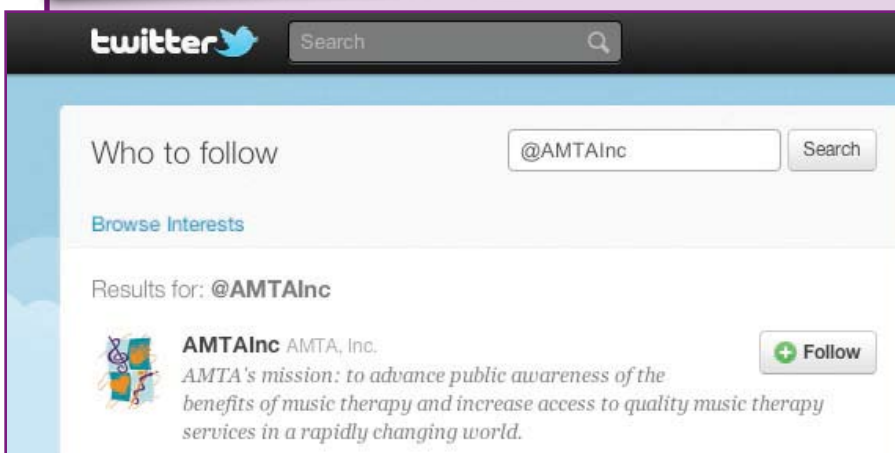 twitter Search
Who to follow @AMTAInc Search
Browse Interests
Results for: @AMTAInc
AMTAInc AMTA, Inc.
Follow
AMTA's mission: to advance public awareness of the
benefits of music therapy and increase access to quality music therapy
services in a rapidly changing world.